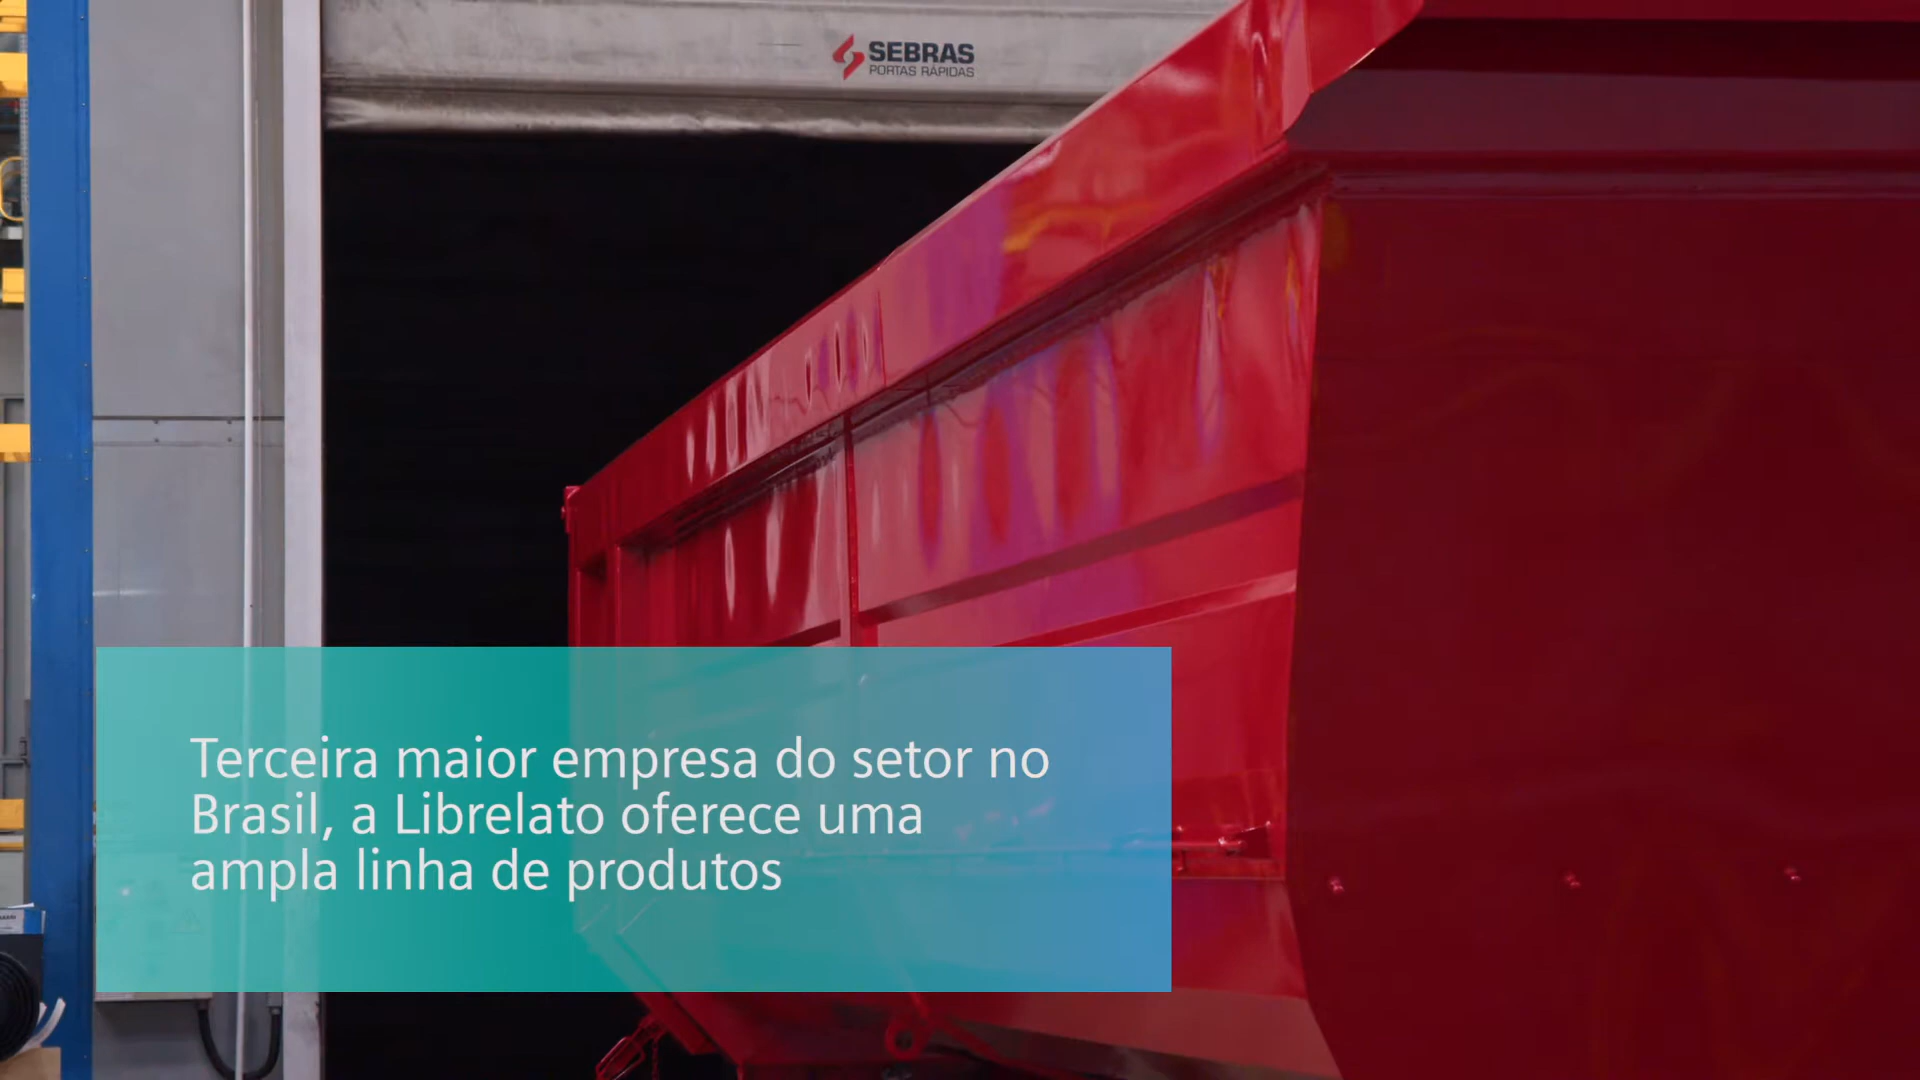 SEBRAS
PORTAS RÁPIDAS
Terceira maior empresa do setor no
Brasil, a Librelato oferece uma
ampla linha de produtos